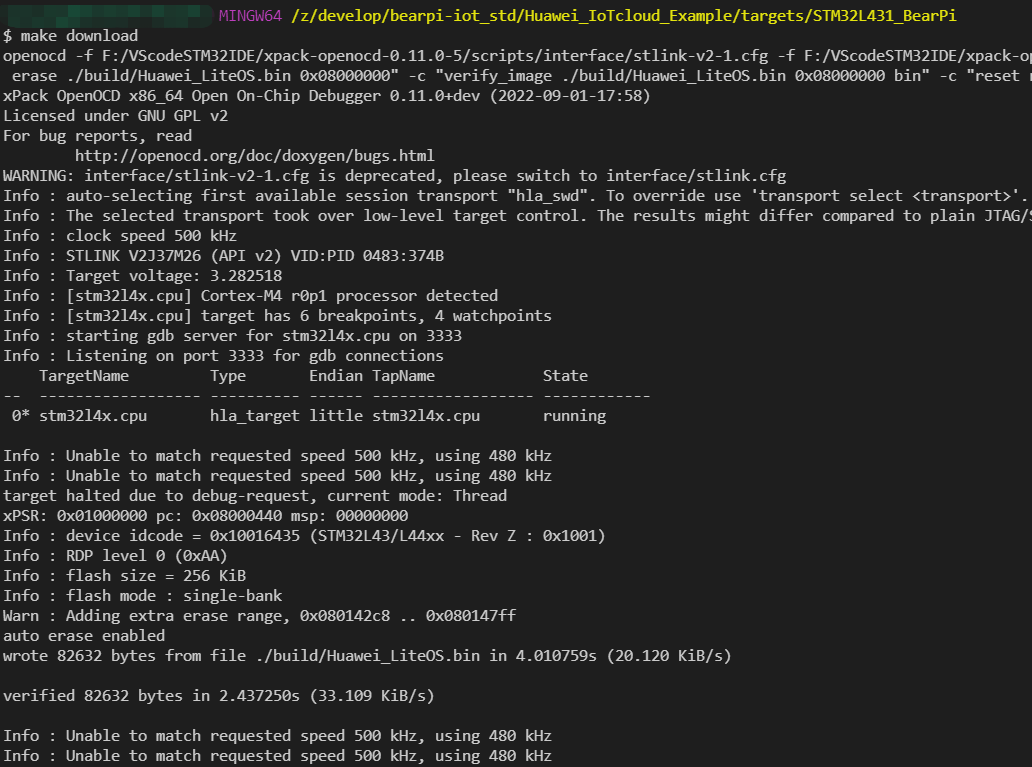 MINGW64 /z/develop/bearpi-iot_std/Huawei_IoTcloud_Example/targets/STM32L431_BearPi
$ make download
openocd -f F:/VScodeSTM32IDE/xpack-openocd-0.11.0-5/scripts/interface/stlink-v2-1.cfg -f F:/VScodeSTM32IDE/xpack-op
erase ./build/Huawei_LiteOS.bin 0x08000000" -c "verify_image ./build/Huawei_LiteOS.bin 0x08000000 bin" -c "reset
xPack OpenOCD x86_64 Open On-Chip Debugger 0.11.0+dev (2022-09-01-17:58)
Licensed under GNU GPL v2
For bug reports, read
http://openocd.org/doc/doxygen/bugs.html
WARNING: interface/stlink-v2-1.cfg is deprecated, please switch to interface/stlink.cfg
Info : auto-selecting first available session transport "hla_swd". To override use 'transport select <transport>'.
Info : The selected transport took over low-level target control. The results might differ compared to plain JTAG/
Info : clock speed 500 kHz
Info : STLINK V2J37M26 (API v2) VID:PID 0483:374B
Info : Target voltage: 3.282518
Info : [stm32l4x.cpu] Cortex-M4 r0p1 processor detected
Info : [stm32l4x.cpu] target has 6 breakpoints, 4 watchpoints
Info : starting gdb server for stm32l4x.cpu on 3333
Info : Listening on port 3333 for gdb connections
TargetName Type Endian TapName State
-- ------------------ ---------- ------ ------------------ ------------
0* stm32l4x.cpu hla_target little stm32l4x.cpu running
Info : Unable to match requested speed 500 kHz, using 480 kHz
Info : Unable to match requested speed 500 kHz, using 480 kHz
target halted due to debug-request, current mode: Thread
xPSR: 0x01000000 pc: 0x08000440 msp: 00000000
Info : device idcode = 0x10016435 (STM32L43/L44xx - Rev Z : 0x1001)
Info : RDP level 0 (0xAA)
Info : flash size = 256 KiB
Info : flash mode : single-bank
Warn : Adding extra erase range, 0x080142c8 .. 0x080147ff
auto erase enabled
wrote 82632 bytes from file ./build/Huawei_LiteOS.bin in 4.010759s (20.120 KiB/s)
verified 82632 bytes in 2.437250s (33.109 KiB/s)
Info : Unable to match requested speed 500 kHz, using 480 kHz
Info : Unable to match requested speed 500 kHz, using 480 kHz